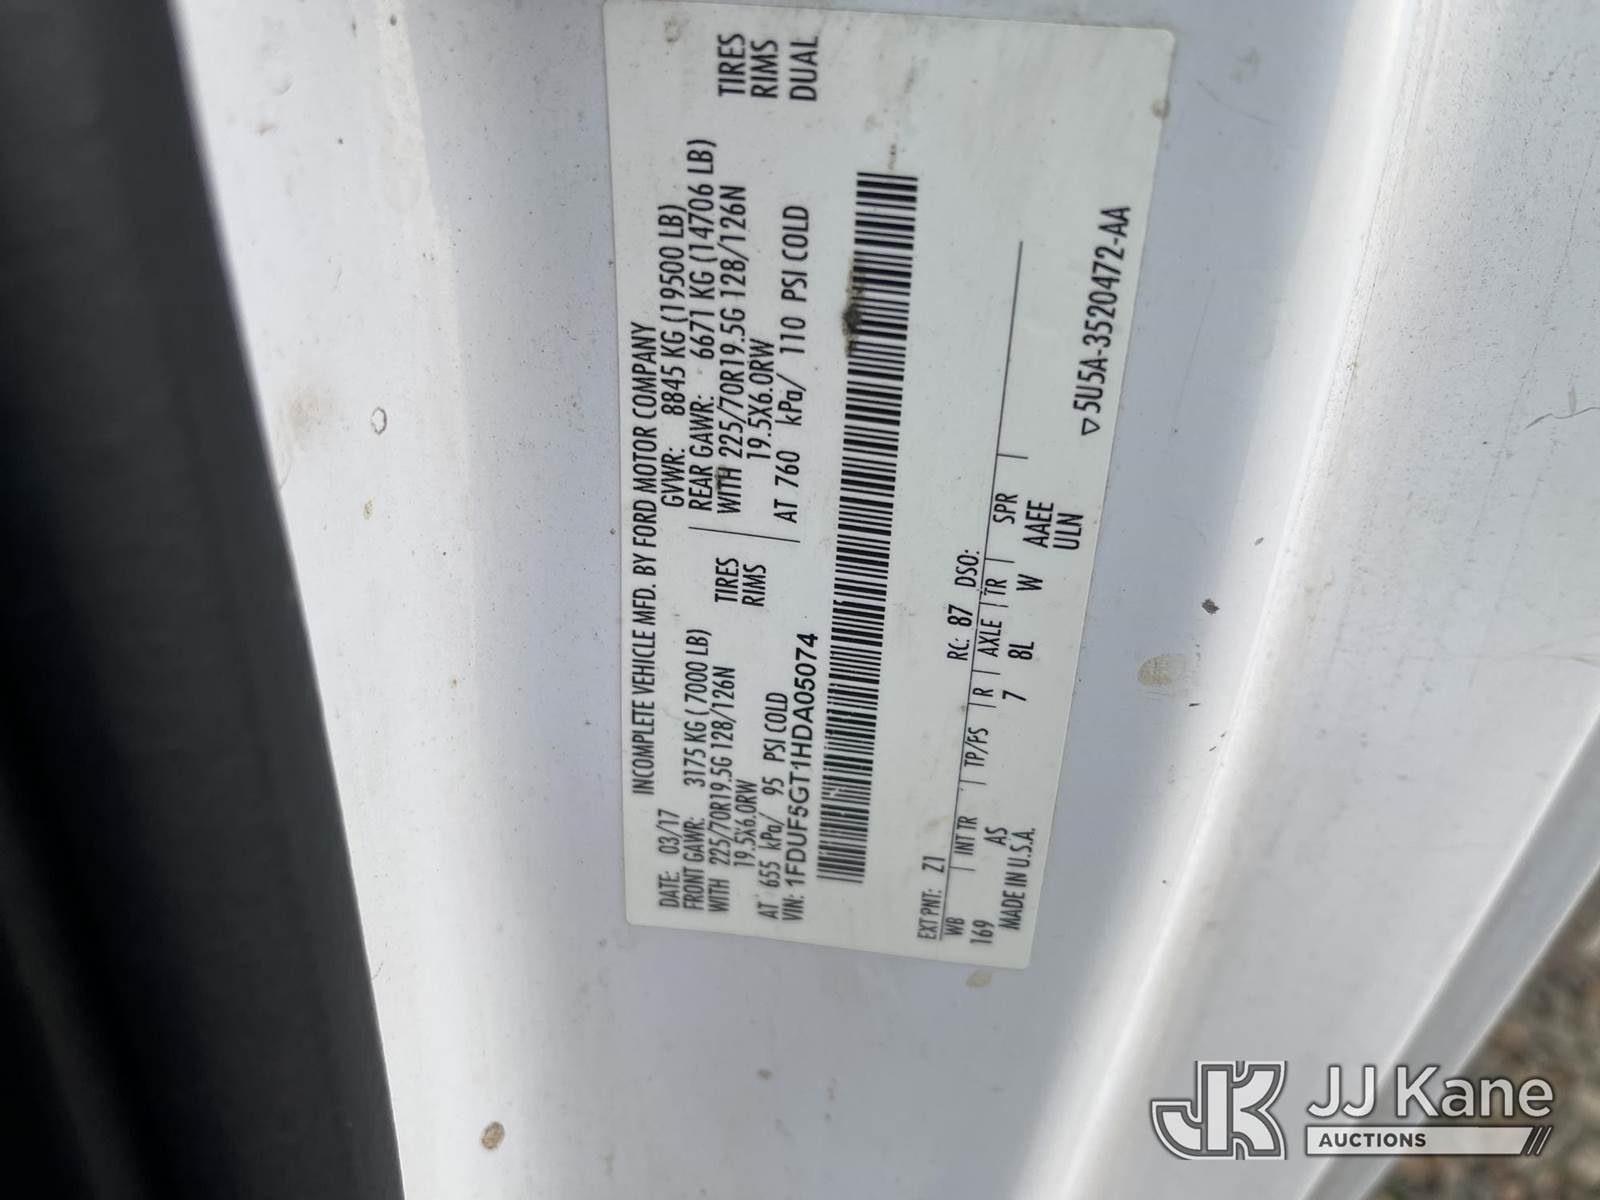 INCOMPLETE VEHICLE MFD. BY FORD MOTOR COMPANY
DATE: 03/17 GVWR: 8845 KG (19500 LB)
FRONT GAWR: 3175 KG (7000 LB) REAR GAWR: 6671 KG (14706 LB)
WITH 225/70R19.5G 128/126N TIRES WITH 225/70R19.5G 128/126N TIRES
19.5X6.0RW RIMS 19.5X6.0RW RIMS
AT 655 kPa/ 95 PSI COLD AT 760 kPa/ 110 PSI COLD DUAL
VIN: 1FDUF5GT1HDA05074
EXT PNT: Z1 RC: 87 DSO:
WB INT TR TP/PS R AXLE TR SPR
169 AS 7 8L W AAEE
MADE IN U.S.A. ULN
▽5U5A-3520472-AA
JK JJ Kane
AUCTIONS